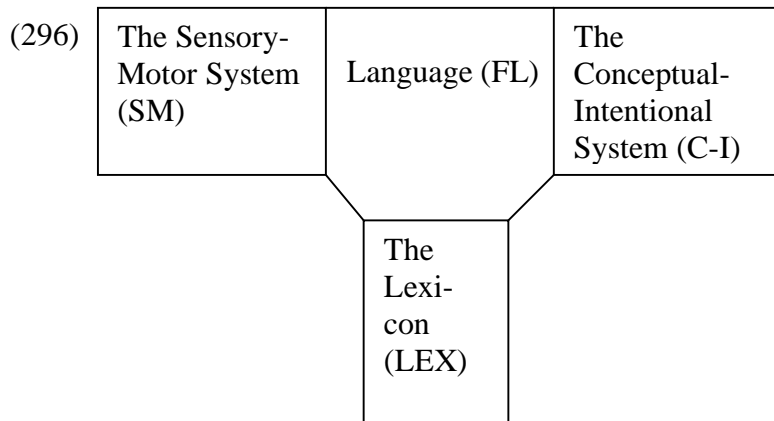 (296)
The Sensory-
Motor System
(SM)
Language (FL)
The
Conceptual-
Intentional
System (C-I)
The
Lexi-
con
(LEX)